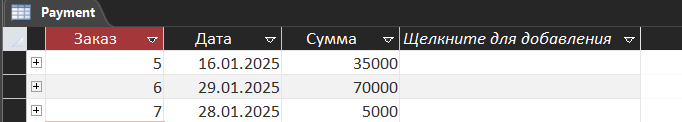 Payment
Заказ Дата Сумма Щелкните для добавления
5 16.01.2025 35000
6 29.01.2025 70000
7 28.01.2025 5000